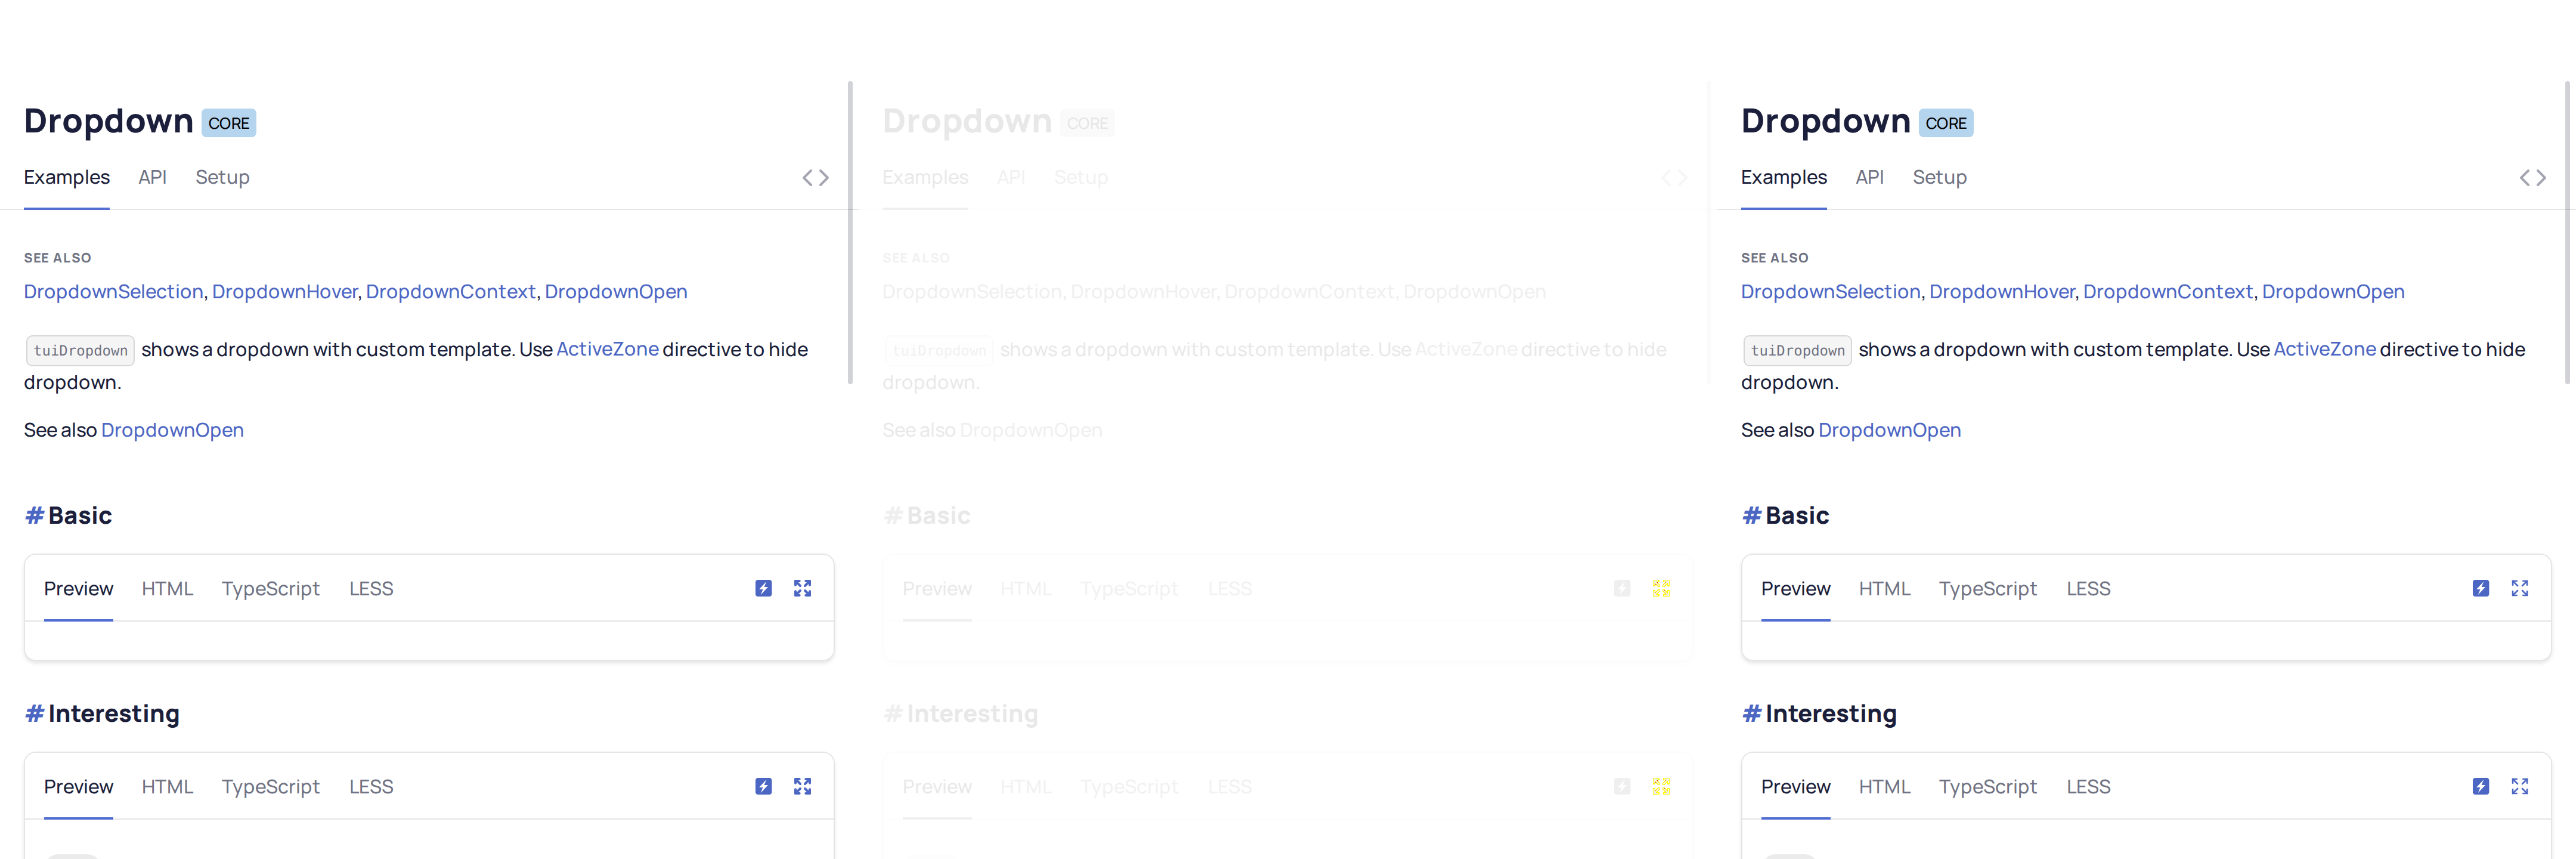 Dropdown CORE
Examples API Setup
SEE ALSO
DropdownSelection, DropdownHover, DropdownContext, DropdownOpen
tuiDropdown shows a dropdown with custom template. Use ActiveZone directive to hide
dropdown.
See also DropdownOpen
# Basic
Preview HTML TypeScript LESS
# Interesting
Preview HTML TypeScript LESS
Dropdown CORE
Examples API Setup
SEE ALSO
DropdownSelection, DropdownHover, DropdownContext, DropdownOpen
tuiDropdown shows a dropdown with custom template. Use ActiveZone directive to hide
dropdown.
See also DropdownOpen
# Basic
Preview HTML TypeScript LESS
# Interesting
Preview HTML TypeScript LESS
Dropdown CORE
Examples API Setup
SEE ALSO
DropdownSelection, DropdownHover, DropdownContext, DropdownOpen
tuiDropdown shows a dropdown with custom template. Use ActiveZone directive to hide
dropdown.
See also DropdownOpen
# Basic
Preview HTML TypeScript LESS
# Interesting
Preview HTML TypeScript LESS